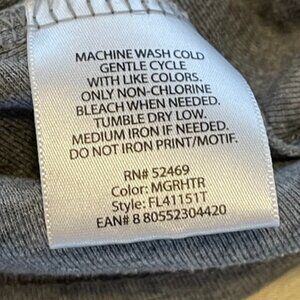 MACHINE WASH COLD
GENTLE CYCLE
WITH LIKE COLORS.
ONLY NON-CHLORINE
BLEACH WHEN NEEDED.
TUMBLE DRY LOW.
MEDIUM IRON IF NEEDED.
DO NOT IRON PRINT/MOTIF.
RN# 52469
Color: MGRHTR
Style: FL41151T
EAN# 8 80552304420